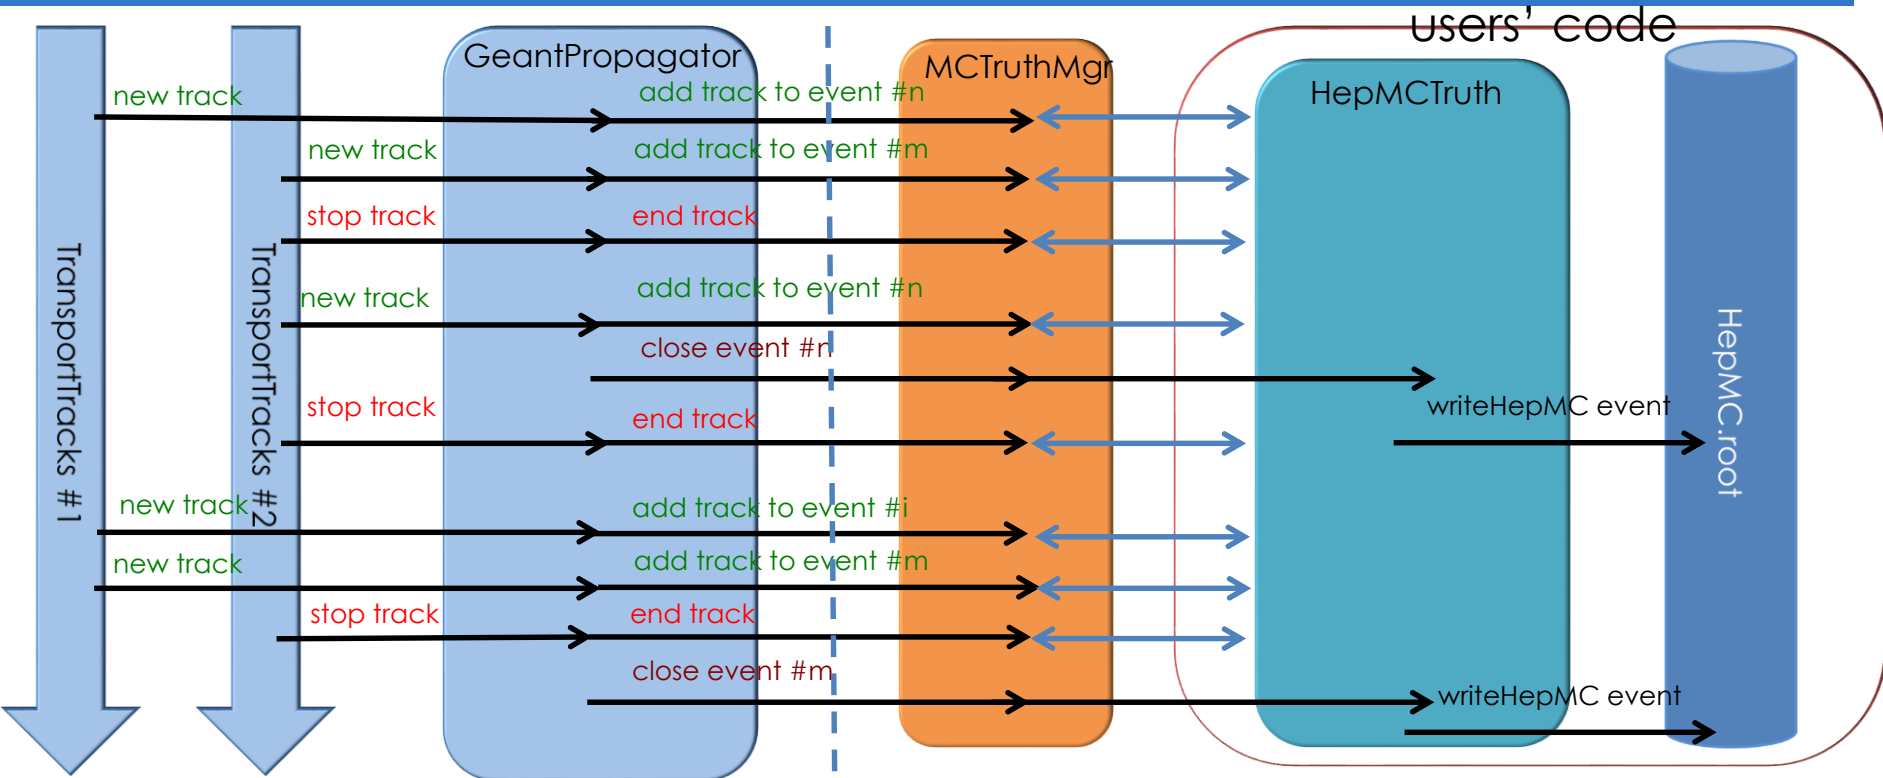 users' code
GeantPropagator
MCTruthMgr
HepMCTruth
new track
add track to event #n
new track
add track to event #m
stop track
end track
new track
add track to event #n
close event #n
stop track
end track
writeHepMC event
new track
add track to event #i
new track
add track to event #m
stop track
end track
close event #m
writeHepMC event
TransportTracks #1
TransportTracks #2
HepMC.root